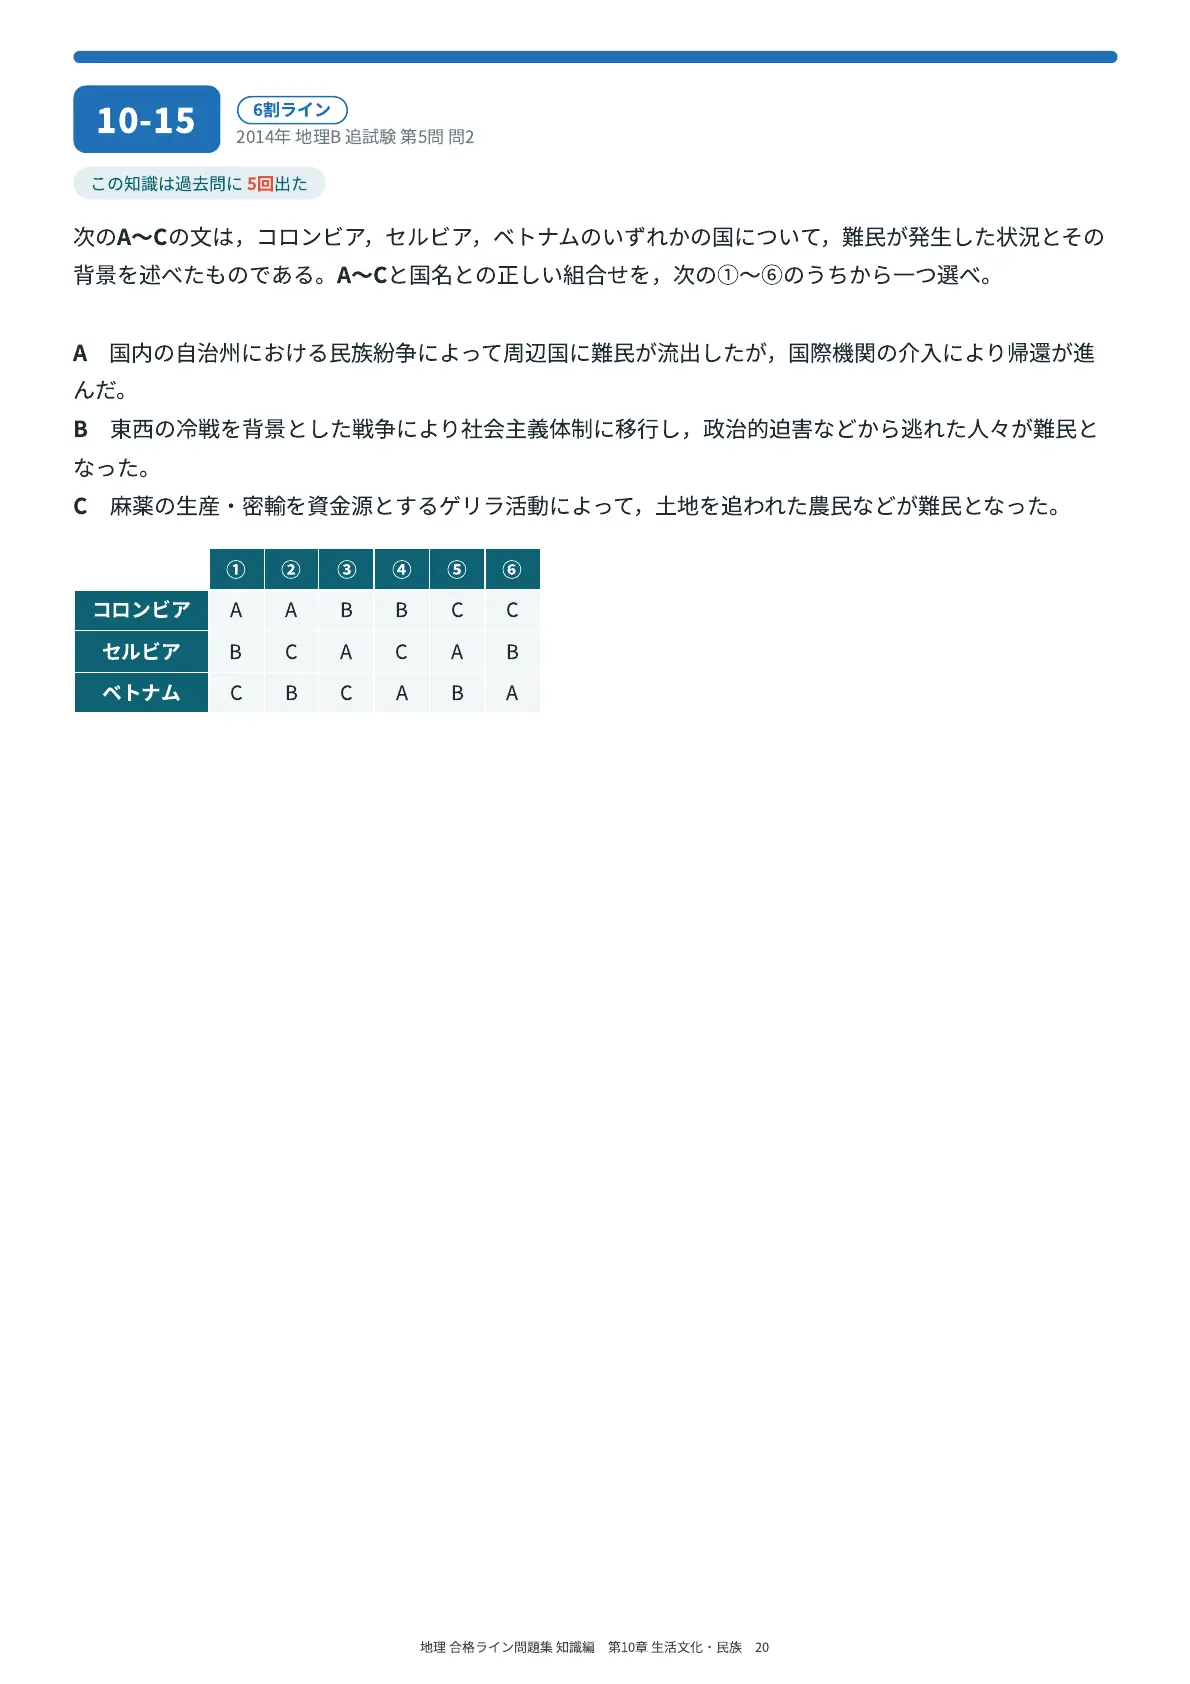 10-15
6割ライン
2014年 地理B 追試験 第5問 問2
この知識は過去問に 5回出た
次のA〜Cの文は，コロンビア，セルビア，ベトナムのいずれかの国について，難民が発生した状況とその
背景を述べたものである。A〜Cと国名との正しい組合せを，次の①〜⑥のうちから一つ選べ。
A　国内の自治州における民族紛争によって周辺国に難民が流出したが，国際機関の介入により帰還が進
んだ。
B　東西の冷戦を背景とした戦争により社会主義体制に移行し，政治的迫害などから逃れた人々が難民と
なった。
C　麻薬の生産・密輸を資金源とするゲリラ活動によって，土地を追われた農民などが難民となった。
① ② ③ ④ ⑤ ⑥
コロンビア A A B B C C
セルビア B C A C A B
ベトナム C B C A B A
地理 合格ライン問題集 知識編　第10章 生活文化・民族　20